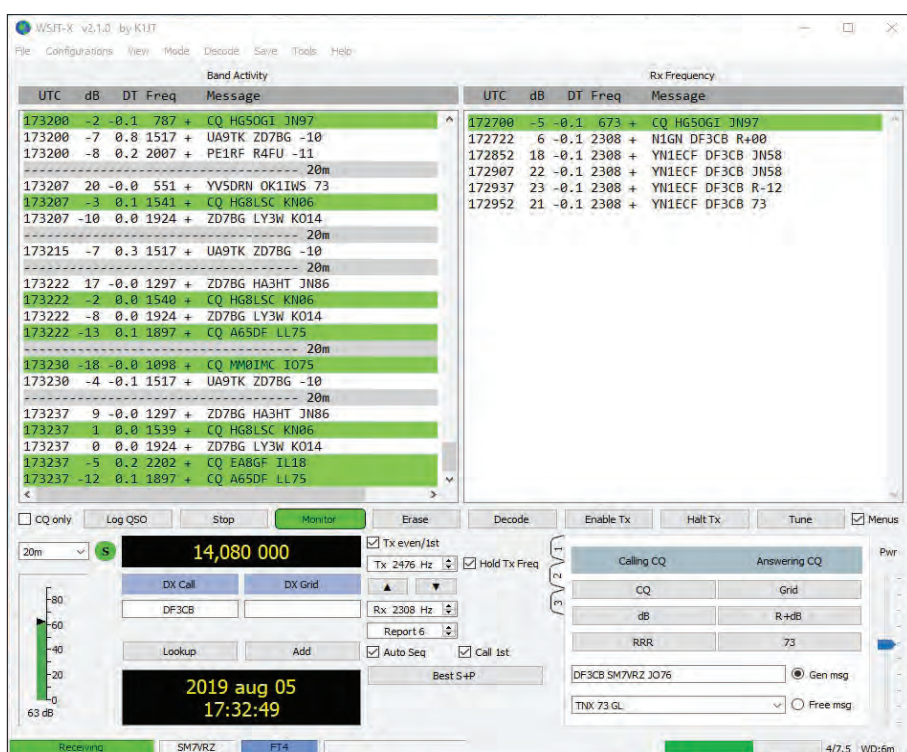 WSJT-X v2.1.0 by K1JT
File Configurations View Mode Decode Save Tools Help
Band Activity
UTC dB DT Freq Message
173200 -2 -0.1 787 + CQ HG5OGI JN97
173200 -7 0.8 1517 + UA9TK ZD7BG -10
173200 -8 0.2 2007 + PE1RF R4FU -11
---------------------------------------- 20m
173207 20 -0.0 551 + YV5DRN OK1IWS 73
173207 -3 0.1 1541 + CQ HG8LSC KN06
173207 -10 0.0 1924 + ZD7BG LY3W KO14
---------------------------------------- 20m
173215 -7 0.3 1517 + UA9TK ZD7BG -10
---------------------------------------- 20m
173222 17 -0.0 1297 + ZD7BG HA3HT JN86
173222 -2 0.0 1540 + CQ HG8LSC KN06
173222 -8 0.0 1924 + ZD7BG LY3W KO14
173222 -13 0.1 1897 + CQ A65DF LL75
---------------------------------------- 20m
173230 -18 -0.0 1098 + CQ MM0IMC IO75
173230 -4 -0.1 1517 + UA9TK ZD7BG -10
---------------------------------------- 20m
173237 9 -0.0 1297 + ZD7BG HA3HT JN86
173237 1 0.0 1539 + CQ HG8LSC KN06
173237 0 0.0 1924 + ZD7BG LY3W KO14
173237 -5 0.2 2202 + CQ EA8GF IL18
173237 -12 0.1 1897 + CQ A65DF LL75
Rx Frequency
UTC dB DT Freq Message
172700 -5 -0.1 673 + CQ HG5OGI JN97
172722 6 -0.1 2308 + N1GN DF3CB R+00
172852 18 -0.1 2308 + YN1ECF DF3CB JN58
172907 22 -0.1 2308 + YN1ECF DF3CB JN58
172937 23 -0.1 2308 + YN1ECF DF3CB R-12
172952 21 -0.1 2308 + YN1ECF DF3CB 73
CQ only Log QSO Stop Monitor Erase Decode Enable Tx Halt Tx Tune Menus
20m S 14,080 000
Tx even/1st
Tx 2476 Hz Hold Tx Freq
DX Call DX Grid
DF3CB
Rx 2308 Hz
Report 6
Lookup Add
Auto Seq Call 1st
Best S+P
2019 aug 05
17:32:49
-80
-60
-40
-20
-0
63 dB
1
2
3
Calling CQ Answering CQ
CQ Grid
dB R+dB
RRR 73
DF3CB SM7VRZ JO76 Gen msg
TNX 73 GL Free msg
Pwr
Receiving SM7VRZ FT4 4/7.5 WD:6m